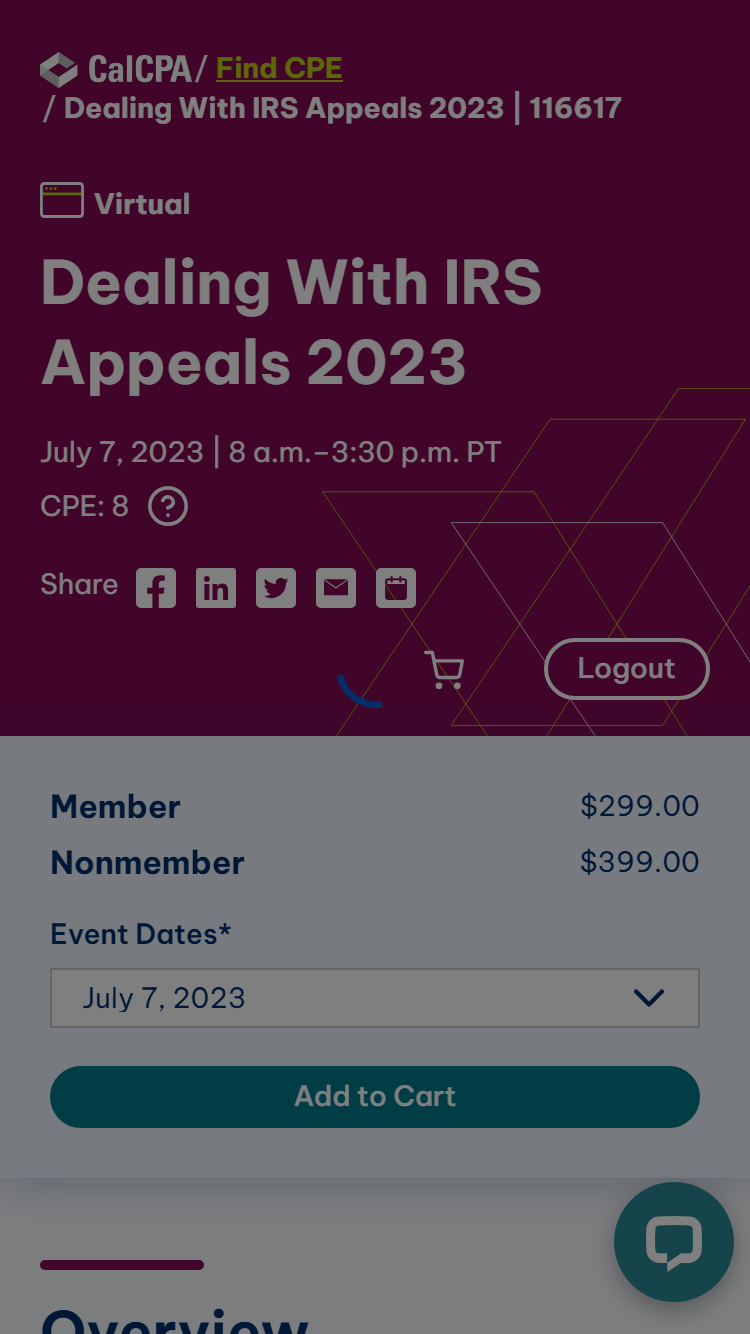 CalCPA / Find CPE
/ Dealing With IRS Appeals 2023 | 116617
Virtual
Dealing With IRS
Appeals 2023
July 7, 2023 | 8 a.m.–3:30 p.m. PT
CPE: 8 ?
Share
Logout
Member $299.00
Nonmember $399.00
Event Dates*
July 7, 2023
Add to Cart
Overview